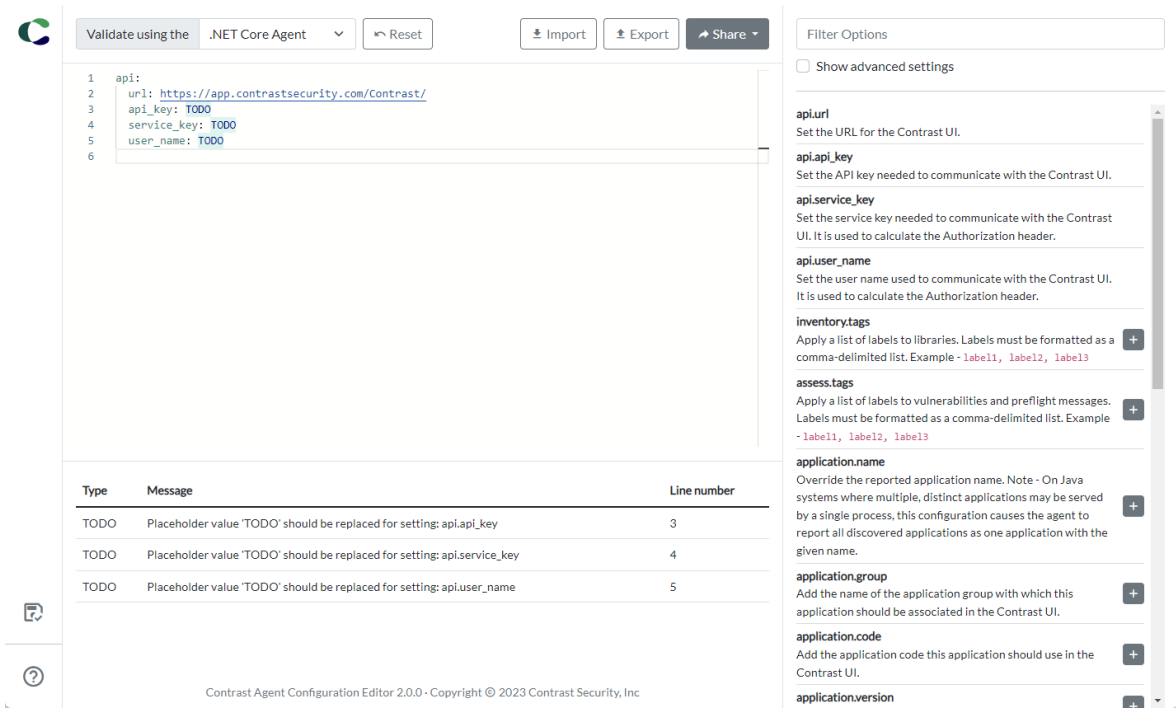 Validate using the .NET Core Agent Reset Import Export Share
1 api:
2 url: https://app.contrastsecurity.com/Contrast/
3 api_key: TODO
4 service_key: TODO
5 user_name: TODO
6
Type Message Line number
TODO Placeholder value 'TODO' should be replaced for setting: api.api_key 3
TODO Placeholder value 'TODO' should be replaced for setting: api.service_key 4
TODO Placeholder value 'TODO' should be replaced for setting: api.user_name 5
Contrast Agent Configuration Editor 2.0.0 · Copyright © 2023 Contrast Security, Inc
Filter Options
Show advanced settings
api.url
Set the URL for the Contrast UI.
api.api_key
Set the API key needed to communicate with the Contrast UI.
api.service_key
Set the service key needed to communicate with the Contrast
UI. It is used to calculate the Authorization header.
api.user_name
Set the user name used to communicate with the Contrast UI.
It is used to calculate the Authorization header.
inventory.tags
Apply a list of labels to libraries. Labels must be formatted as a
comma-delimited list. Example - label1, label2, label3
assess.tags
Apply a list of labels to vulnerabilities and preflight messages.
Labels must be formatted as a comma-delimited list. Example
- label1, label2, label3
application.name
Override the reported application name. Note - On Java
systems where multiple, distinct applications may be served
by a single process, this configuration causes the agent to
report all discovered applications as one application with the
given name.
application.group
Add the name of the application group with which this
application should be associated in the Contrast UI.
application.code
Add the application code this application should use in the
Contrast UI.
application.version